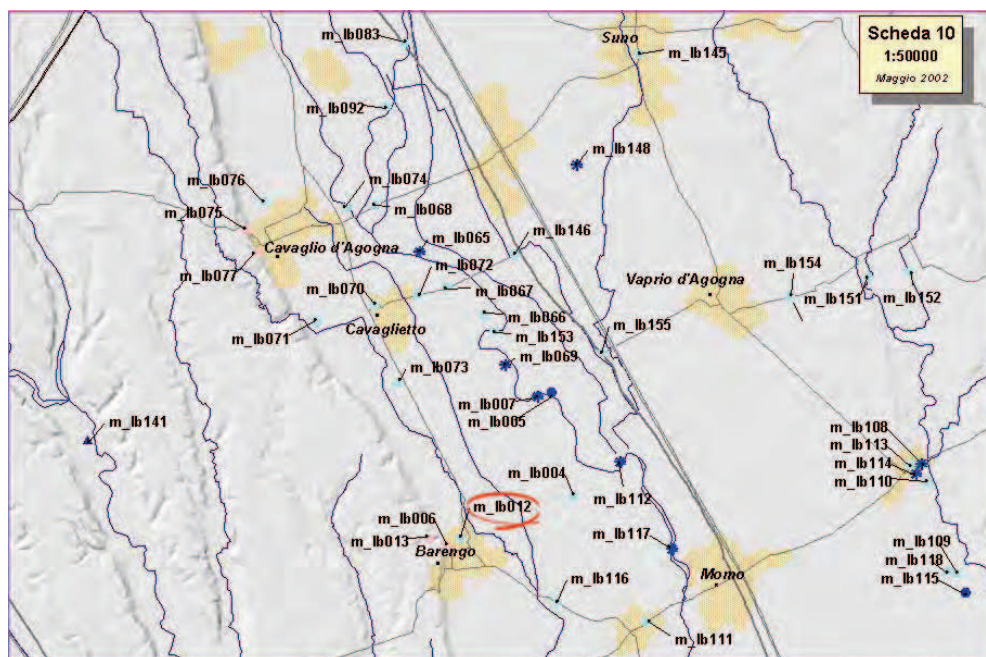 Scheda 10
1:50000
Maggio 2002
m_lb083
Suno
m_lb145
m_lb092
m_lb148
m_lb076
m_lb074
m_lb075
m_lb068
m_lb065
m_lb146
Cavaglio d'Agogna
m_lb072
m_lb077
m_lb154
Vaprio d'Agogna
m_lb067
m_lb070
m_lb151
m_lb152
m_lb066
Cavaglietto
m_lb153
m_lb155
m_lb071
m_lb069
m_lb073
m_lb007
m_lb005
m_lb141
m_lb108
m_lb113
m_lb114
m_lb004
m_lb110
m_lb112
m_lb012
m_lb006
m_lb013
m_lb117
Barengo
m_lb109
m_lb118
Momo
m_lb116
m_lb115
m_lb111